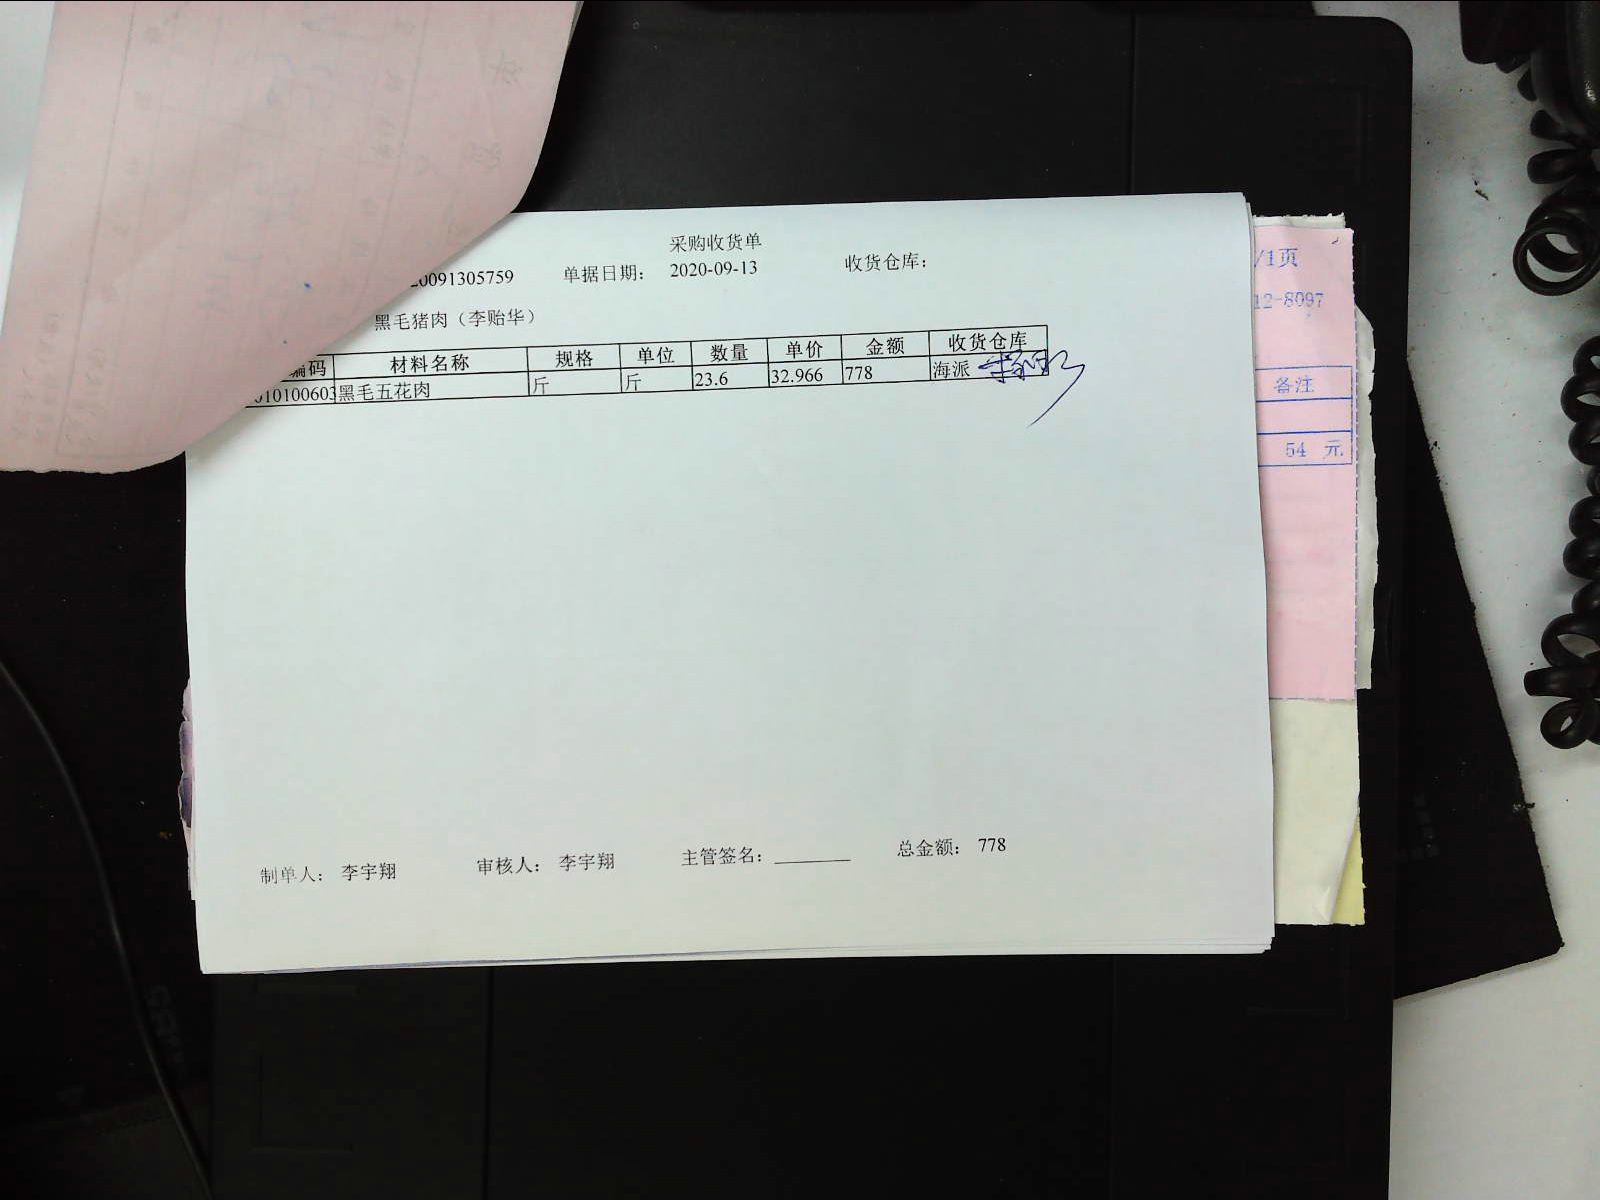 采购收货单
20091305759 单据日期： 2020-09-13 收货仓库：
黑毛猪肉（李贻华）
编码 材料名称 规格 单位 数量 单价 金额 收货仓库
010100603 黑毛五花肉 斤 斤 23.6 32.966 778 海派
制单人： 李宇翔 审核人： 李宇翔 主管签名： 总金额： 778
/1页
12-8097
备注
54 元